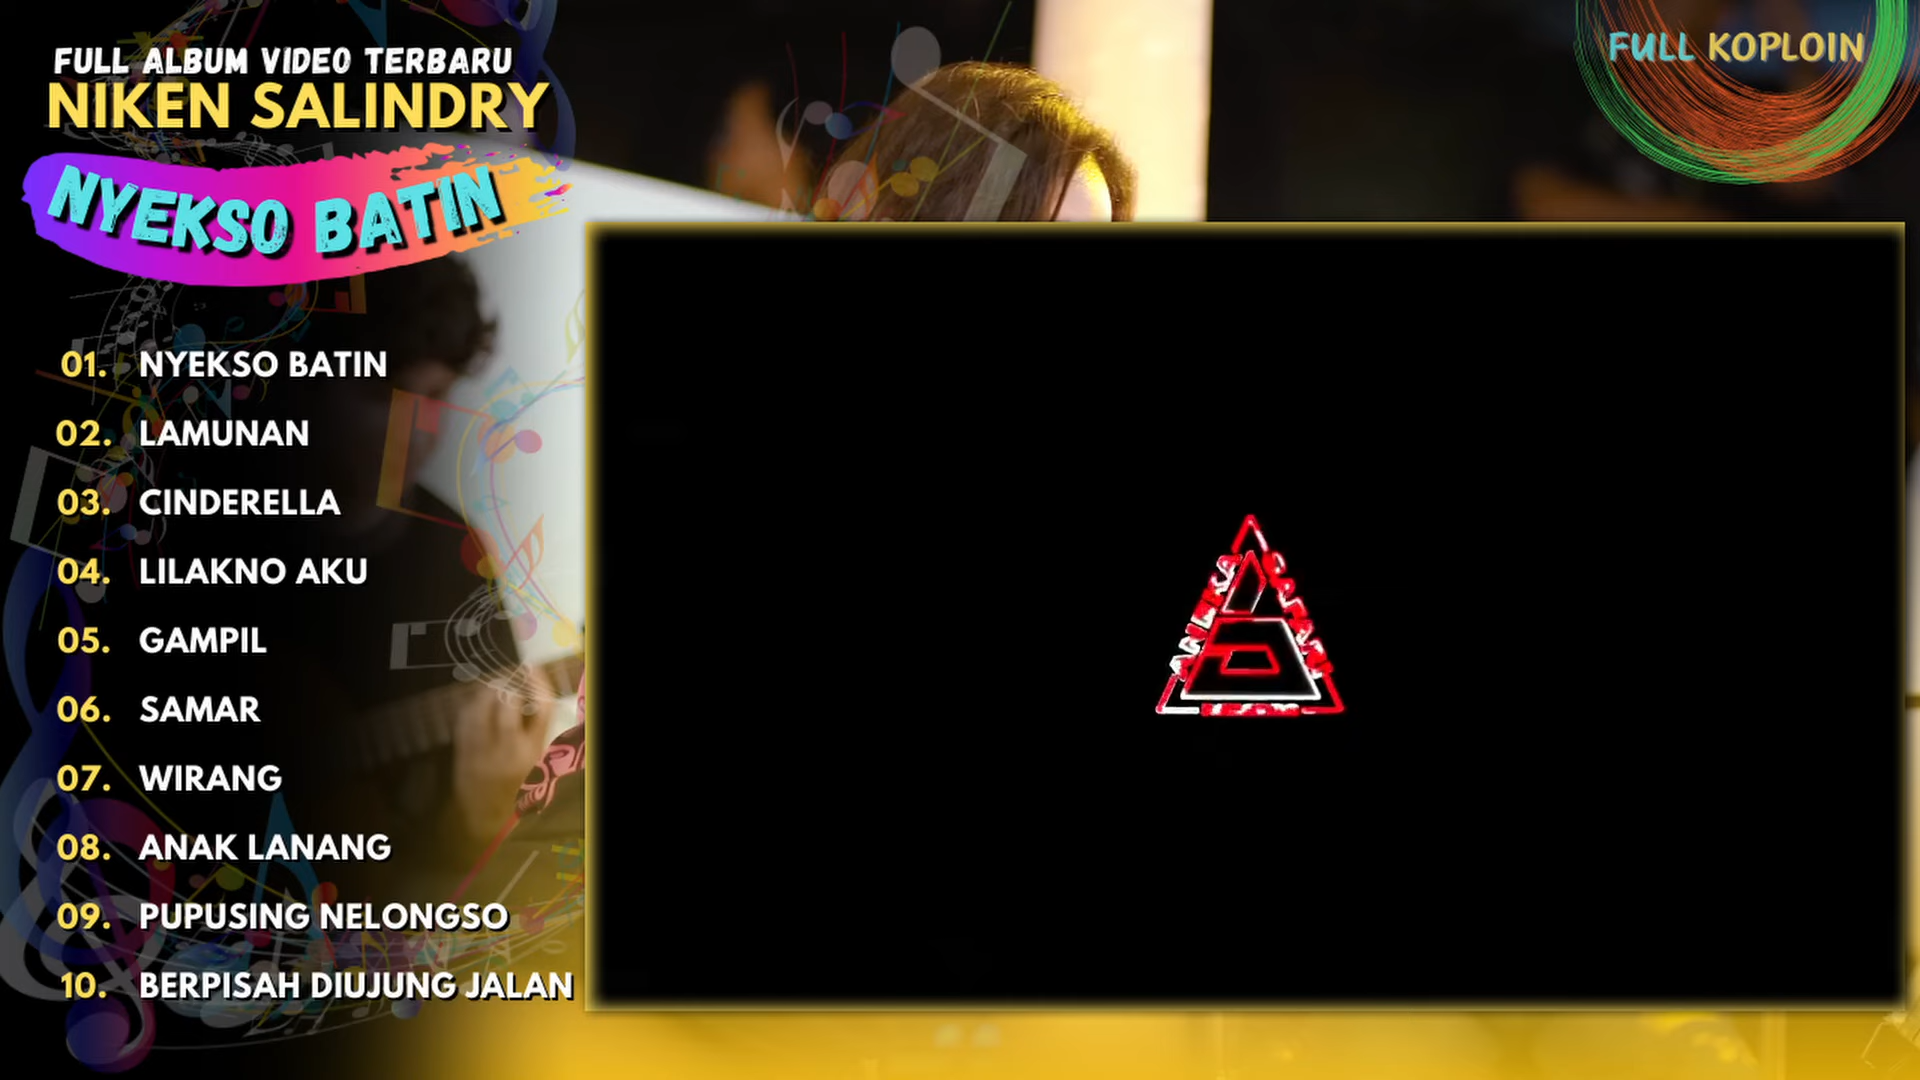 FULL ALBUM VIDEO TERBARU
NIKEN SALINDRY
NYEKSO BATIN
FULL KOPLOIN
01. NYEKSO BATIN
02. LAMUNAN
03. CINDERELLA
04. LILAKNO AKU
05. GAMPIL
06. SAMAR
07. WIRANG
08. ANAK LANANG
09. PUPUSING NELONGSO
10. BERPISAH DIUJUNG JALAN